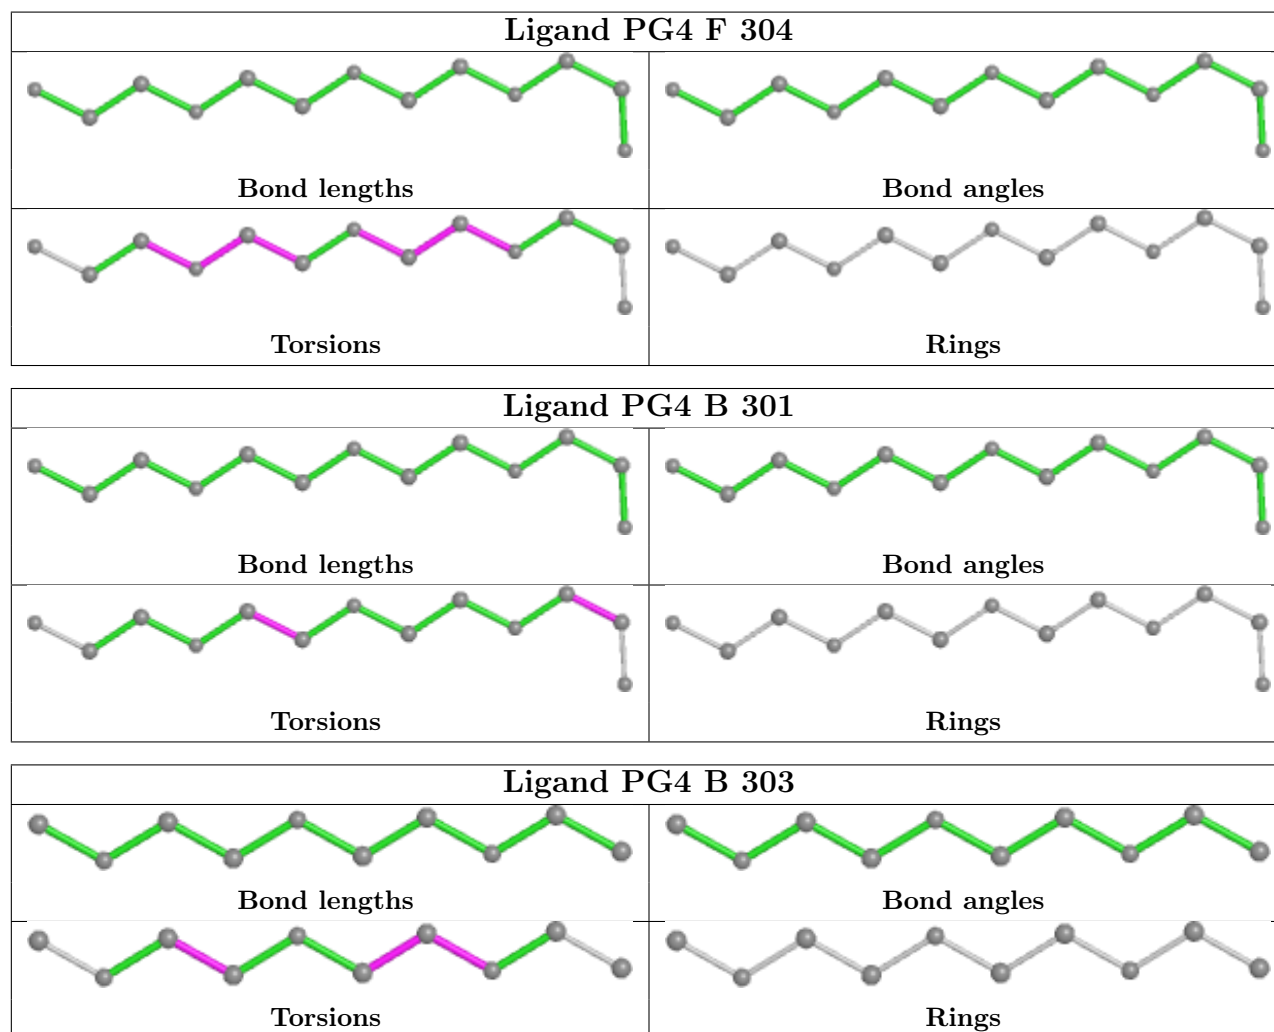 Ligand PG4 F 304
Bond lengths
Bond angles
Torsions
Rings
Ligand PG4 B 301
Bond lengths
Bond angles
Torsions
Rings
Ligand PG4 B 303
Bond lengths
Bond angles
Torsions
Rings